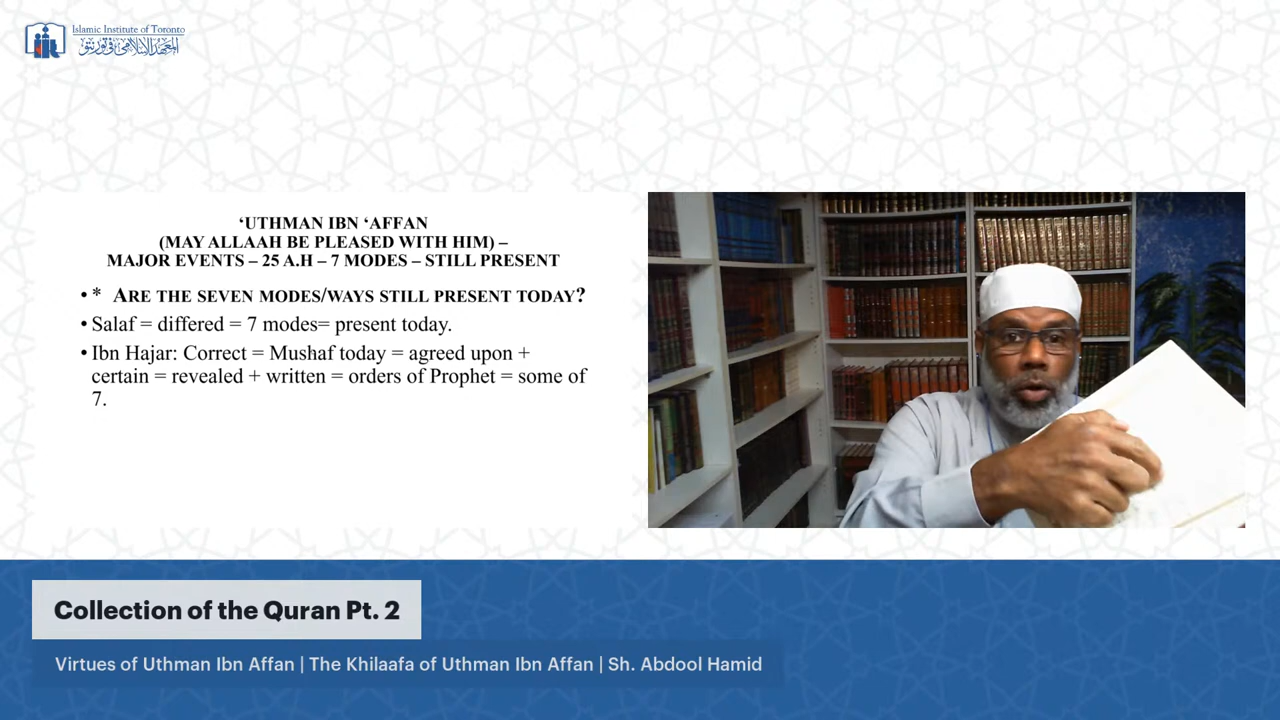 Islamic Institute of Toronto
المعهد الإسلامي في تورنتو
‘UTHMAN IBN ‘AFFAN
(MAY ALLAAH BE PLEASED WITH HIM) –
MAJOR EVENTS – 25 A.H – 7 MODES – STILL PRESENT
• * ARE THE SEVEN MODES/WAYS STILL PRESENT TODAY?
• Salaf = differed = 7 modes= present today.
• Ibn Hajar: Correct = Mushaf today = agreed upon +
certain = revealed + written = orders of Prophet = some of
7.
Collection of the Quran Pt. 2
Virtues of Uthman Ibn Affan | The Khilaafa of Uthman Ibn Affan | Sh. Abdool Hamid